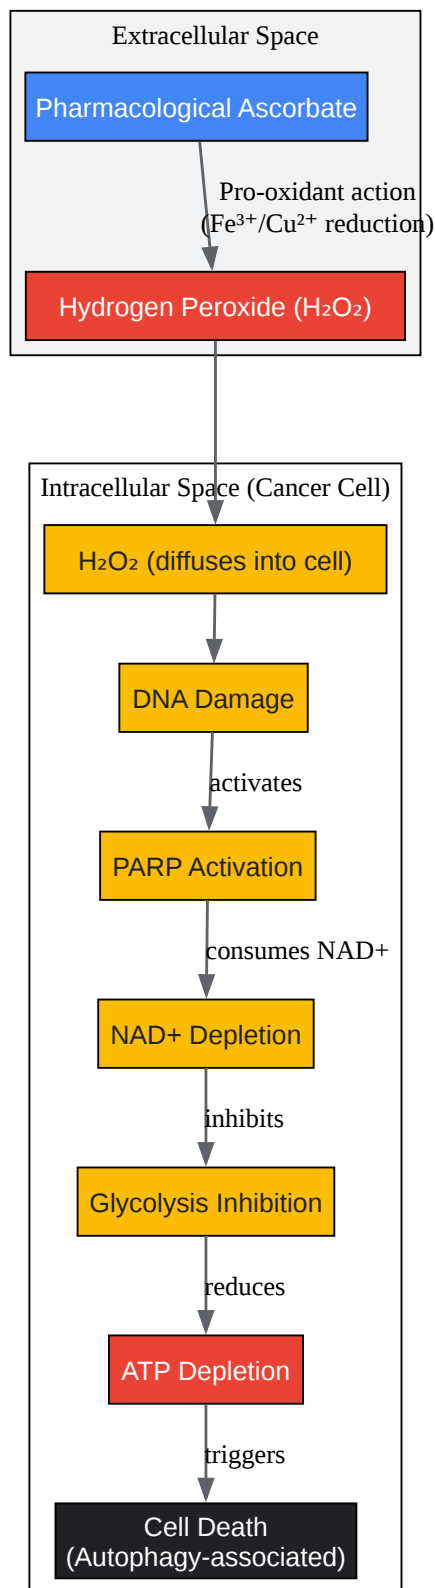 Extracellular Space
Pharmacological Ascorbate
Pro-oxidant action
(Fe³⁺/Cu²⁺ reduction)
Hydrogen Peroxide (H₂O₂)
Intracellular Space (Cancer Cell)
H₂O₂ (diffuses into cell)
DNA Damage
activates
PARP Activation
consumes NAD+
NAD+ Depletion
inhibits
Glycolysis Inhibition
reduces
ATP Depletion
triggers
Cell Death
(Autophagy-associated)